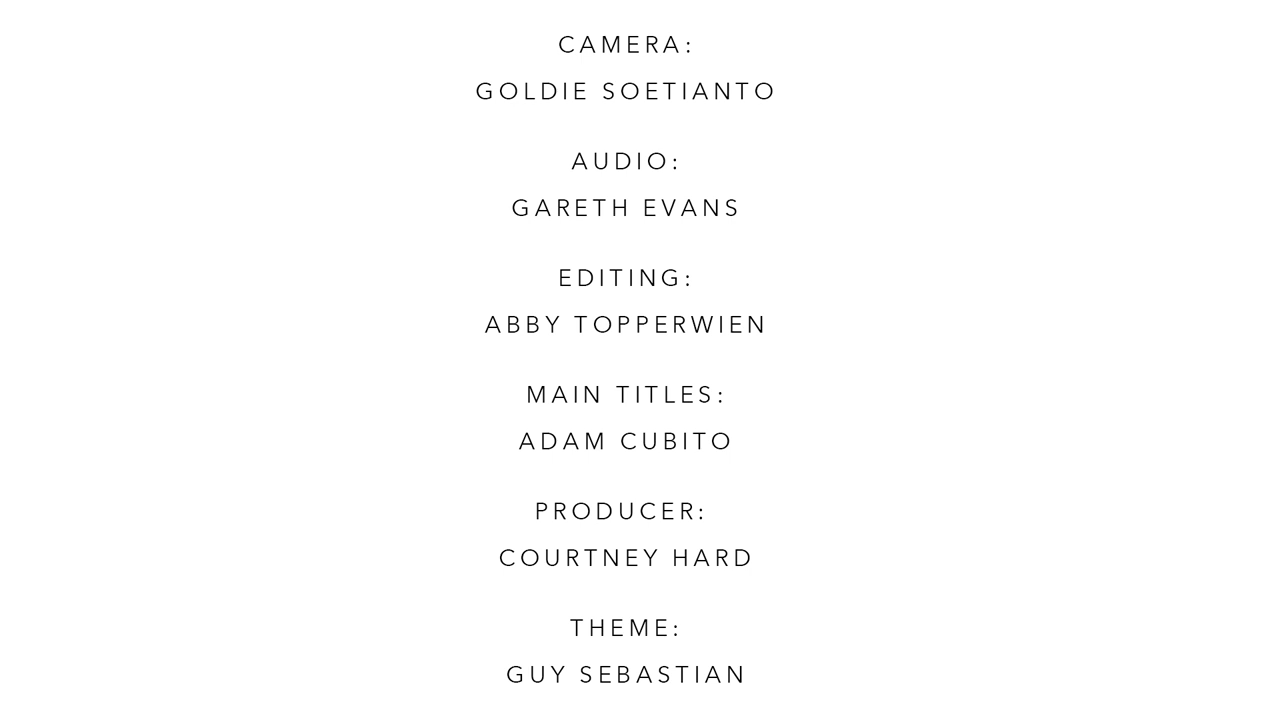 CAMERA:
GOLDIE SOETIANTO
AUDIO:
GARETH EVANS
EDITING:
ABBY TOPPERWIEN
MAIN TITLES:
ADAM CUBITO
PRODUCER:
COURTNEY HARD
THEME:
GUY SEBASTIAN